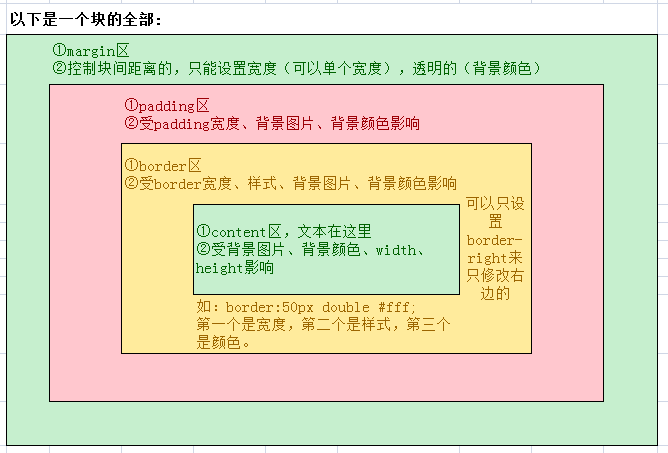 以下是一个块的全部：
①margin区
②控制块间距离的，只能设置宽度（可以单个宽度），透明的（背景颜色）
①padding区
②受padding宽度、背景图片、背景颜色影响
①border区
②受border宽度、样式、背景图片、背景颜色影响
①content区，文本在这里
②受背景图片、背景颜色、width、
height影响
可以只设
置
border-
right来
只修改右
边的
如：border:50px double #fff;
第一个是宽度，第二个是样式，第三个
是颜色。